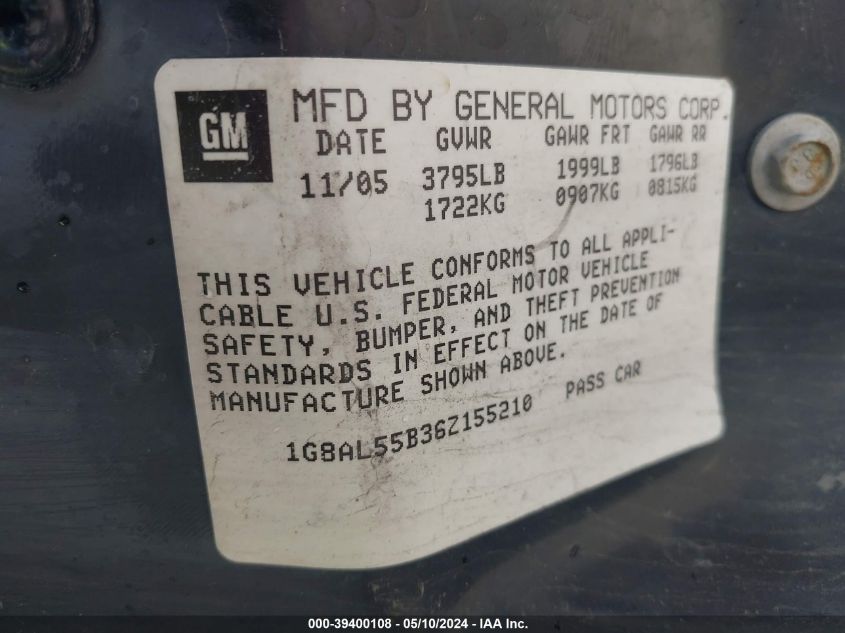 GM
MFD BY GENERAL MOTORS CORP.
DATE GVWR GAWR FRT GAWR RR
11/05 3795LB 1999LB 1796LB
1722KG 0907KG 0815KG
THIS VEHICLE CONFORMS TO ALL APPLI-
CABLE U.S. FEDERAL MOTOR VEHICLE
SAFETY, BUMPER, AND THEFT PREVENTION
STANDARDS IN EFFECT ON THE DATE OF
MANUFACTURE SHOWN ABOVE.
1G8AL55B36Z155210 PASS CAR
000-39400108 - 05/10/2024 - IAA Inc.